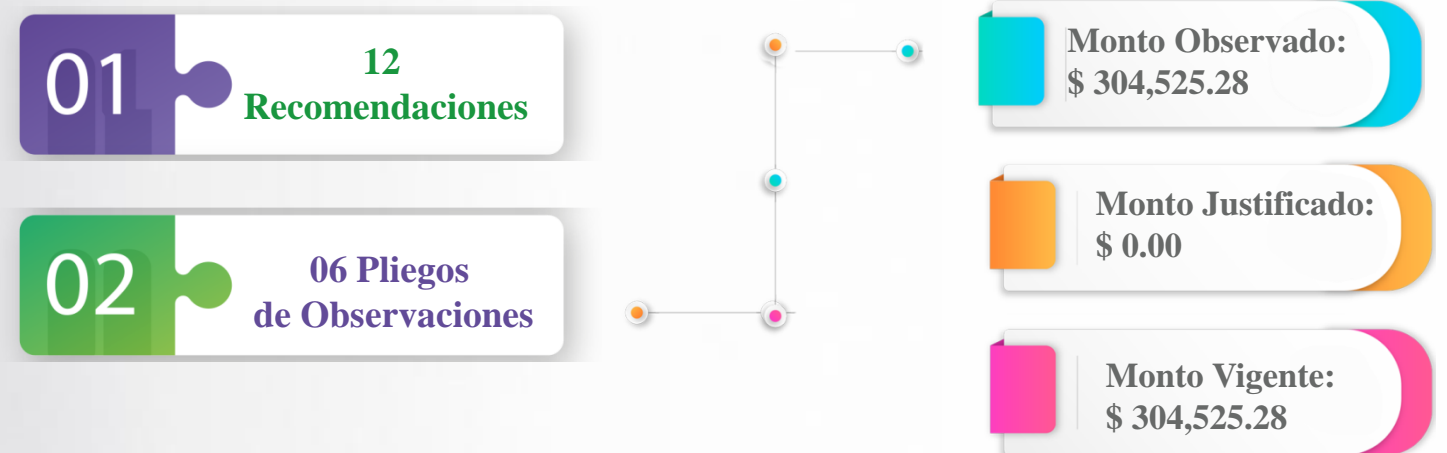 01
12
Recomendaciones
02
06 Pliegos
de Observaciones
Monto Observado:
$ 304,525.28
Monto Justificado:
$ 0.00
Monto Vigente:
$ 304,525.28